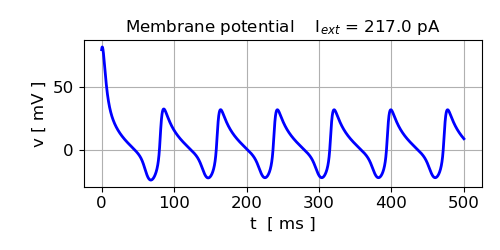 Membrane potential    I_ext = 217.0 pA
v [ mV ]
50
0
0 100 200 300 400 500
t [ ms ]